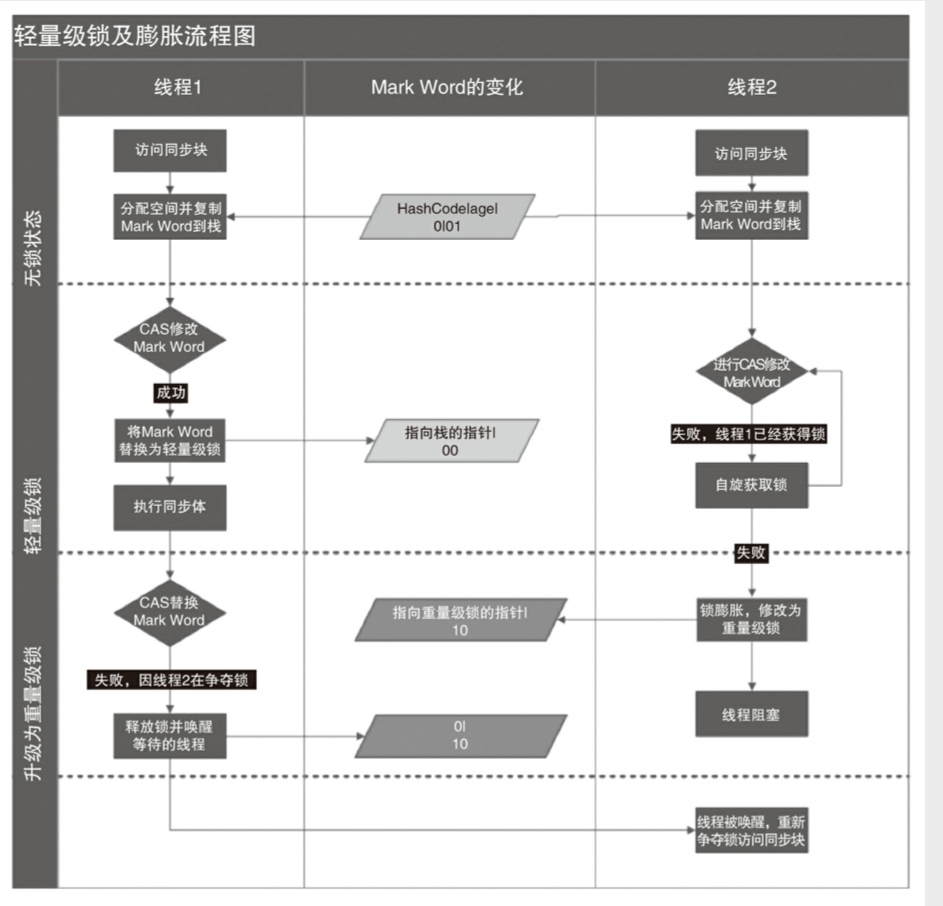 轻量级锁及膨胀流程图
线程1
Mark Word的变化
线程2
无锁状态
访问同步块
分配空间并复制
Mark Word到栈
HashCodelagel
0l01
访问同步块
分配空间并复制
Mark Word到栈
轻量级锁
CAS修改
Mark Word
成功
将Mark Word
替换为轻量级锁
执行同步体
指向栈的指针l
00
进行CAS修改
Mark Word
失败，线程1已经获得锁
自旋获取锁
失败
升级为重量级锁
CAS替换
Mark Word
失败，因线程2在争夺锁
释放锁并唤醒
等待的线程
指向重量级锁的指针l
10
0l
10
锁膨胀，修改为
重量级锁
线程阻塞
线程被唤醒，重新
争夺锁访问同步块